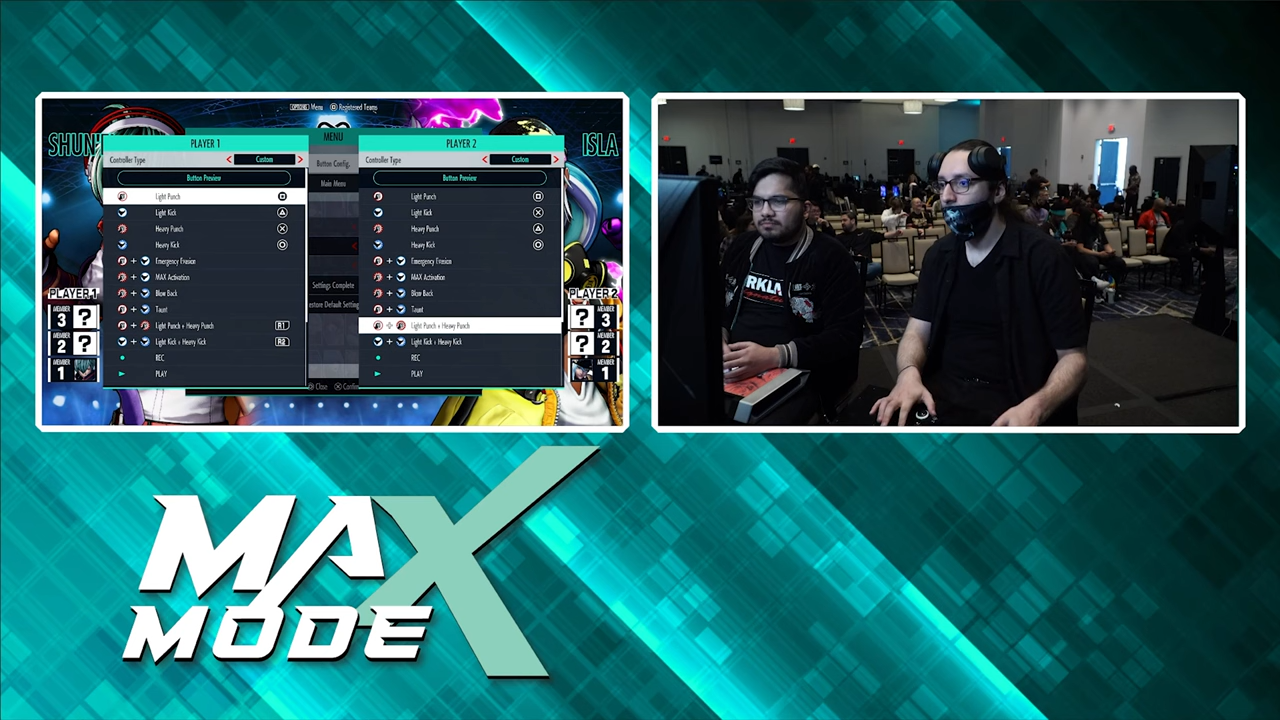 OPTIONS Menu Registered Teams
SHUN'
ISLA
PLAYER 1
Controller Type
Custom
Button Preview
Light Punch
Light Kick
Heavy Punch
Heavy Kick
+ Emergency Evasion
+ MAX Activation
+ Blow Back
+ Taunt
+ Light Punch + Heavy Punch R1
+ Light Kick + Heavy Kick R2
REC
PLAY
MENU
Button Config.
Main Menu
Settings Complete
estore Default Setting
Close Confir
PLAYER 2
Controller Type
Custom
Button Preview
Light Punch
Light Kick
Heavy Punch
Heavy Kick
+ Emergency Evasion
+ MAX Activation
+ Blow Back
+ Taunt
+ Light Punch + Heavy Punch
+ Light Kick + Heavy Kick
REC
PLAY
PLAYER 1
MEMBER 3 ?
MEMBER 2 ?
MEMBER 1
PLAYER 2
? MEMBER 3
? MEMBER 2
MEMBER 1
RKLA
MAX
MODE